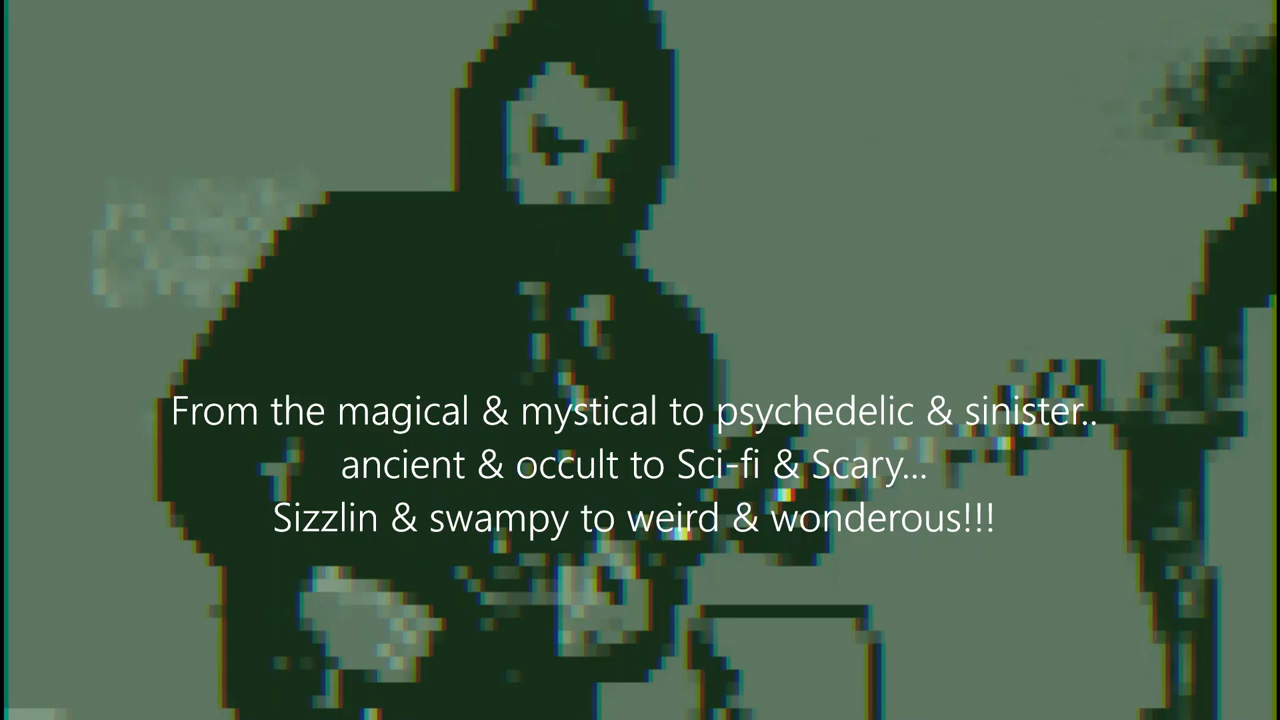 From the magical & mystical to psychedelic & sinister..
ancient & occult to Sci-fi & Scary...
Sizzlin & swampy to weird & wonderous!!!